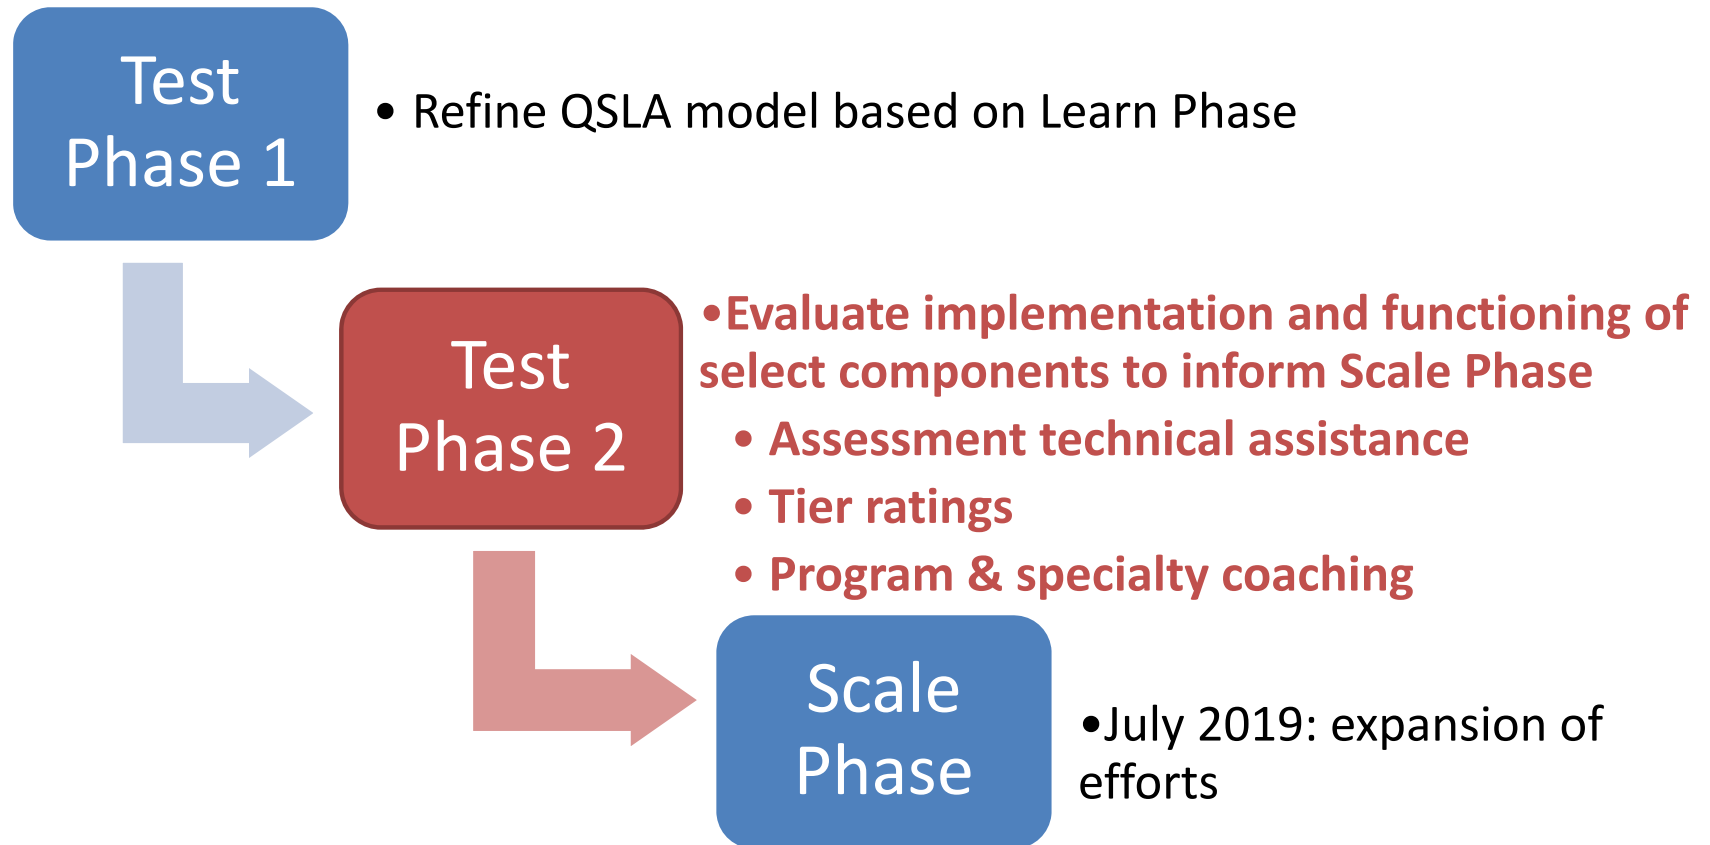 Test
Phase 1
• Refine QSLA model based on Learn Phase
Test
Phase 2
•Evaluate implementation and functioning of
select components to inform Scale Phase
• Assessment technical assistance
• Tier ratings
• Program & specialty coaching
Scale
Phase
•July 2019: expansion of
efforts